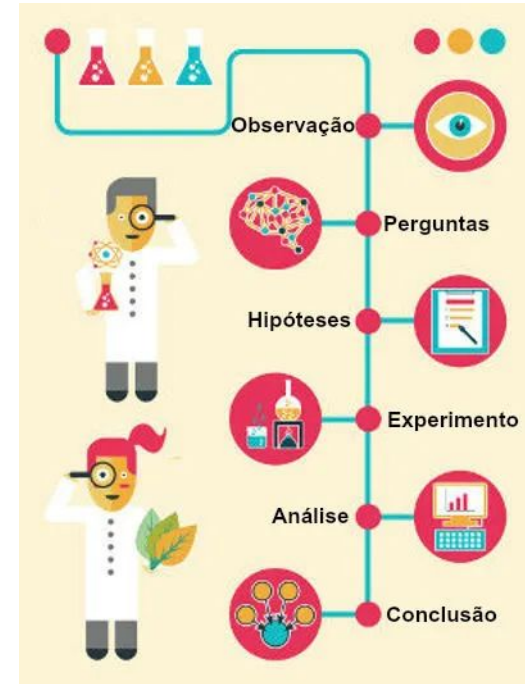 Observação
Perguntas
Hipóteses
Experimento
Análise
Conclusão